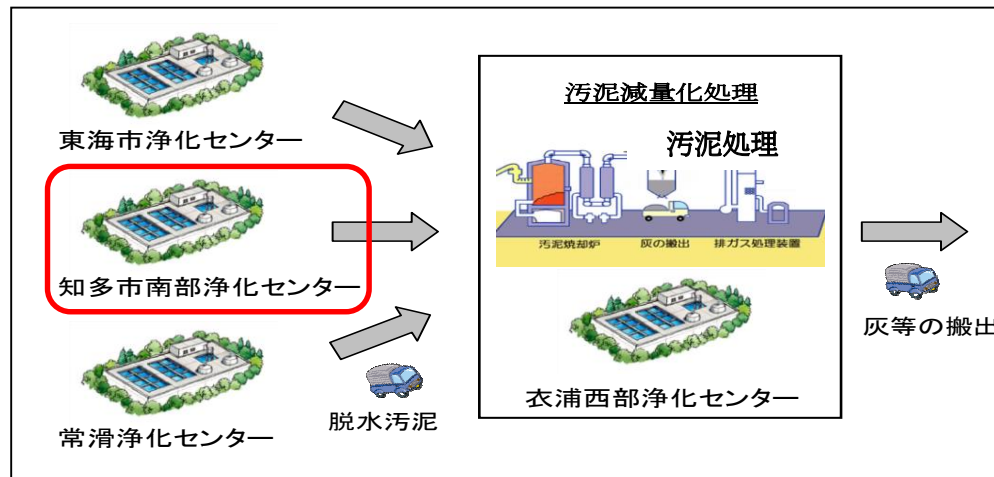 東海市浄化センター
知多市南部浄化センター
常滑浄化センター
脱水汚泥
汚泥減量化処理
汚泥処理
汚泥焼却炉
灰の搬出
排ガス処理装置
衣浦西部浄化センター
灰等の搬出